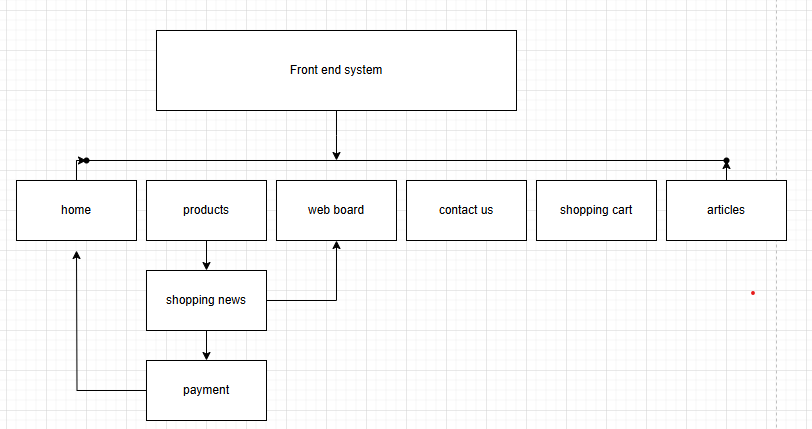 Front end system
home
products
web board
contact us
shopping cart
articles
shopping news
payment